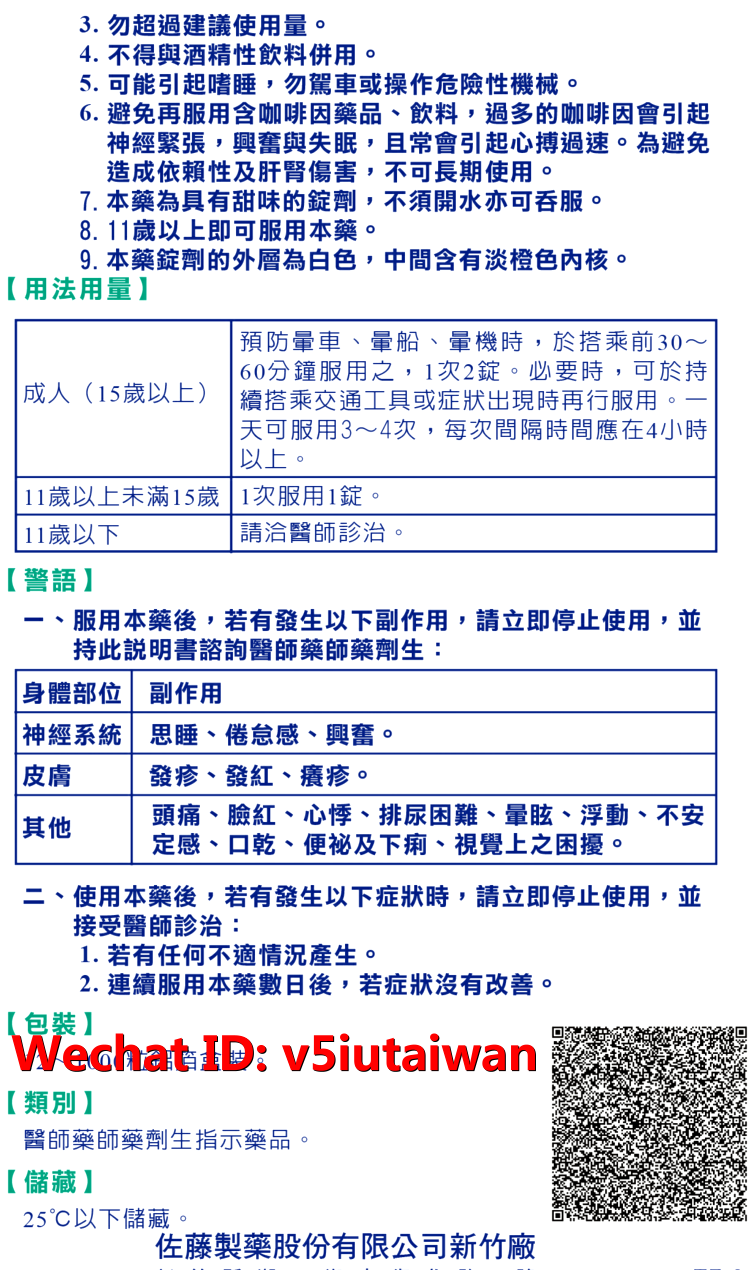 3. 勿超過建議使用量。
4. 不得與酒精性飲料併用。
5. 可能引起嗜睡，勿駕車或操作危險性機械。
6. 避免再服用含咖啡因藥品、飲料，過多的咖啡因會引起
神經緊張，興奮與失眠，且常會引起心搏過速。為避免
造成依賴性及肝腎傷害，不可長期使用。
7. 本藥為具有甜味的錠劑，不須開水亦可吞服。
8. 11歲以上即可服用本藥。
9. 本藥錠劑的外層為白色，中間含有淡橙色內核。
【用法用量】
成人（15歲以上）
預防暈車、暈船、暈機時，於搭乘前30～
60分鐘服用之，1次2錠。必要時，可於持
續搭乘交通工具或症狀出現時再行服用。一
天可服用3～4次，每次間隔時間應在4小時
以上。
11歲以上未滿15歲 1次服用1錠。
11歲以下 請洽醫師診治。
【警語】
一、服用本藥後，若有發生以下副作用，請立即停止使用，並
持此説明書諮詢醫師藥師藥劑生：
身體部位 副作用
神經系統 思睡、倦怠感、興奮。
皮膚 發疹、發紅、癢疹。
其他
頭痛、臉紅、心悸、排尿困難、暈眩、浮動、不安
定感、口乾、便祕及下痢、視覺上之困擾。
二、使用本藥後，若有發生以下症狀時，請立即停止使用，並
接受醫師診治：
1. 若有任何不適情況產生。
2. 連續服用本藥數日後，若症狀沒有改善。
【包裝】
Wechat ID: v5iutaiwan
【類別】
醫師藥師藥劑生指示藥品。
【儲藏】
25℃以下儲藏。
佐藤製藥股份有限公司新竹廠